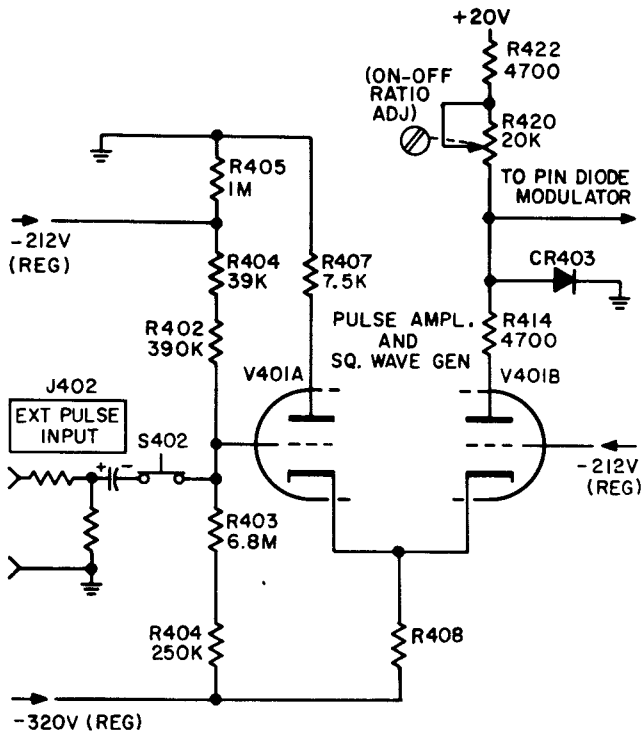 +20V
R422
4700
(ON-OFF
RATIO
ADJ)
R420
20K
TO PIN DIODE
MODULATOR
R405
1M
-212V
(REG)
R404
39K
R407
7.5K
CR403
R402
390K
PULSE AMPL.
AND
SQ. WAVE GEN
R414
4700
J402
EXT PULSE
INPUT
S402
V401A
V401B
+
-
-212V
(REG)
R403
6.8M
R404
250K
R408
-320V (REG)